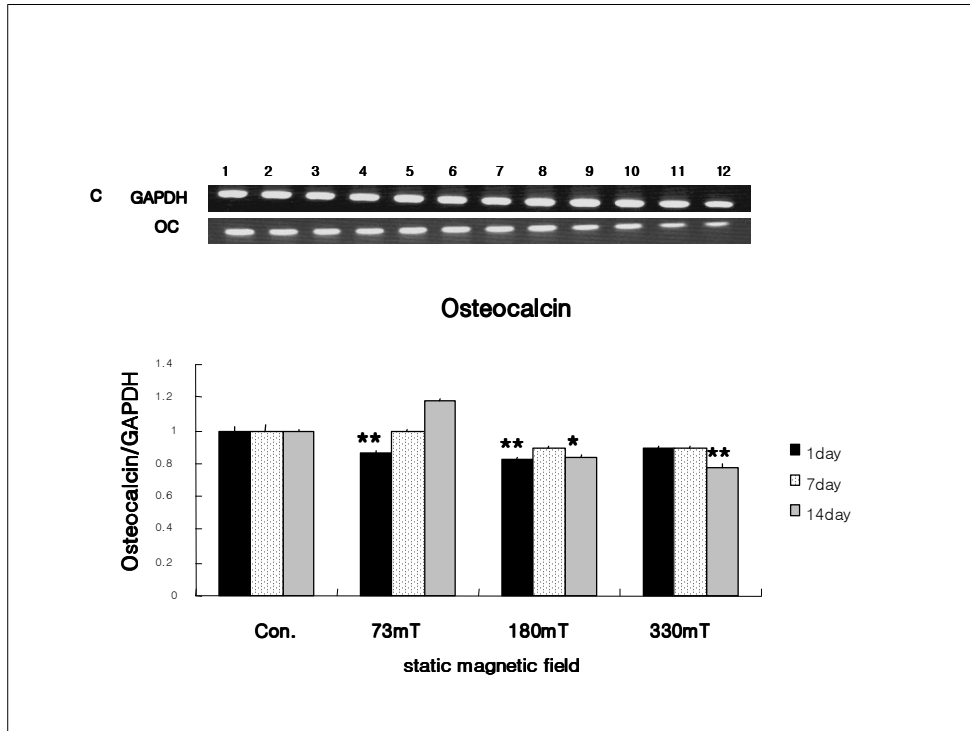 1 2 3 4 5 6 7 8 9 10 11 12
C GAPDH
OC
Osteocalcin
Osteocalcin/GAPDH
1.4
1.2
1
0.8
0.6
0.4
0.2
0
** ** * **
1day
7day
14day
Con. 73mT 180mT 330mT
static magnetic field